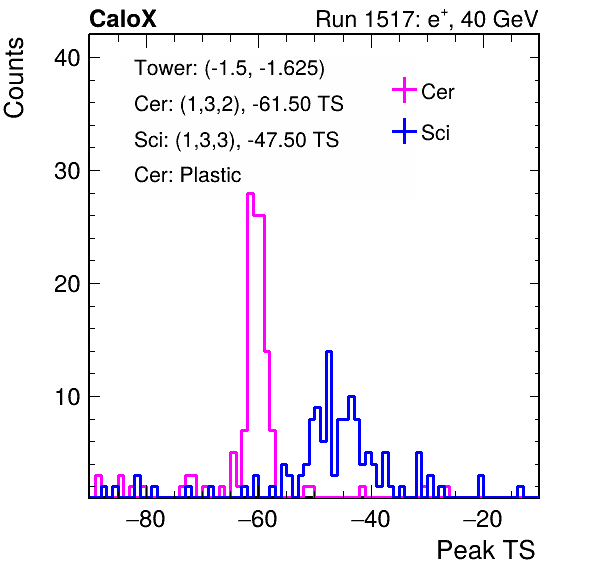 CaloX Run 1517: e⁺, 40 GeV
Counts
40
30
20
10
Tower: (-1.5, -1.625)
Cer: (1,3,2), -61.50 TS
Sci: (1,3,3), -47.50 TS
Cer: Plastic
Cer
Sci
−80 −60 −40 −20
Peak TS